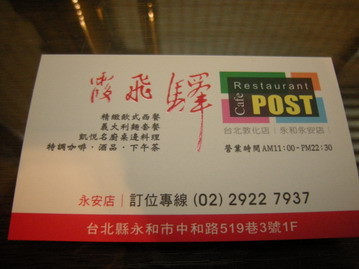 霞飛驛
Restaurant
Café POST
精緻歐式西餐
義大利麵套餐
凱悅名廚桌邊料理
特調咖啡．酒品．下午茶
台北敦化店│永和永安店│
營業時間AM11:00~PM22:30
永安店│訂位專線 (02) 2922 7937
台北縣永和市中和路519巷3號1F